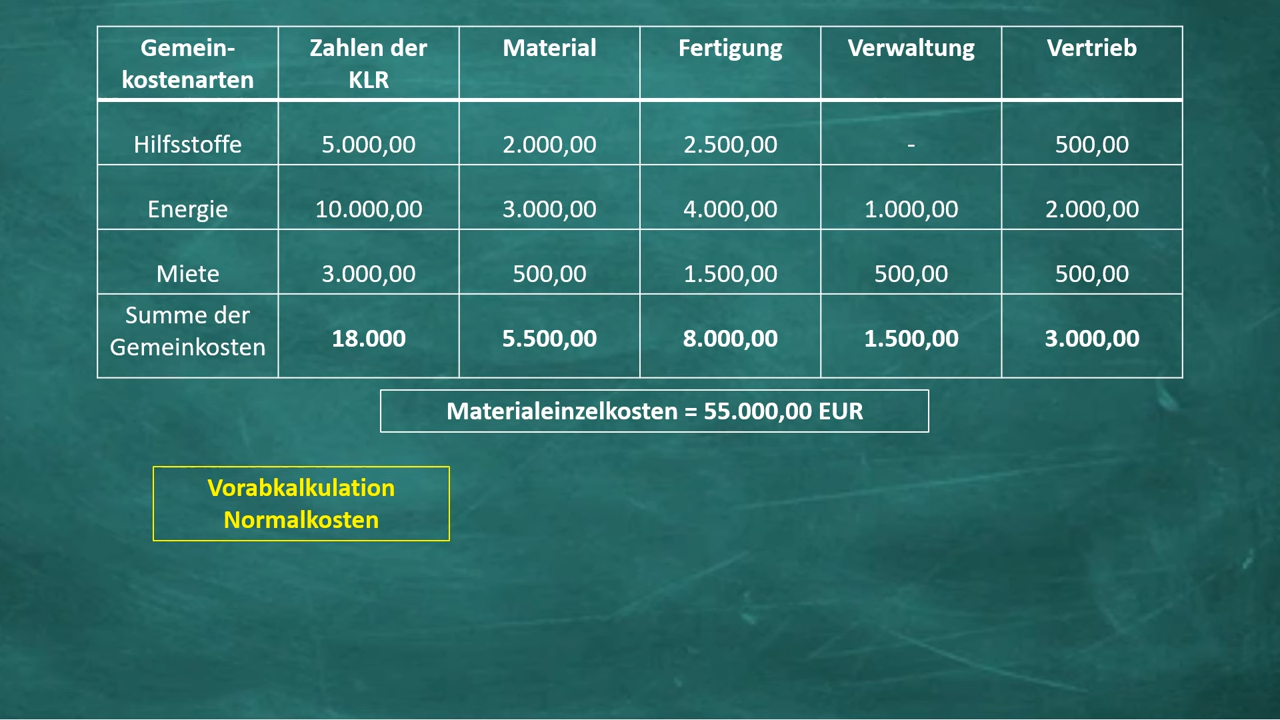 Gemein-
kostenarten
Zahlen der
KLR
Material
Fertigung
Verwaltung
Vertrieb
Hilfsstoffe 5.000,00 2.000,00 2.500,00 - 500,00
Energie 10.000,00 3.000,00 4.000,00 1.000,00 2.000,00
Miete 3.000,00 500,00 1.500,00 500,00 500,00
Summe der
Gemeinkosten
18.000 5.500,00 8.000,00 1.500,00 3.000,00
Materialeinzelkosten = 55.000,00 EUR
Vorabkalkulation
Normalkosten